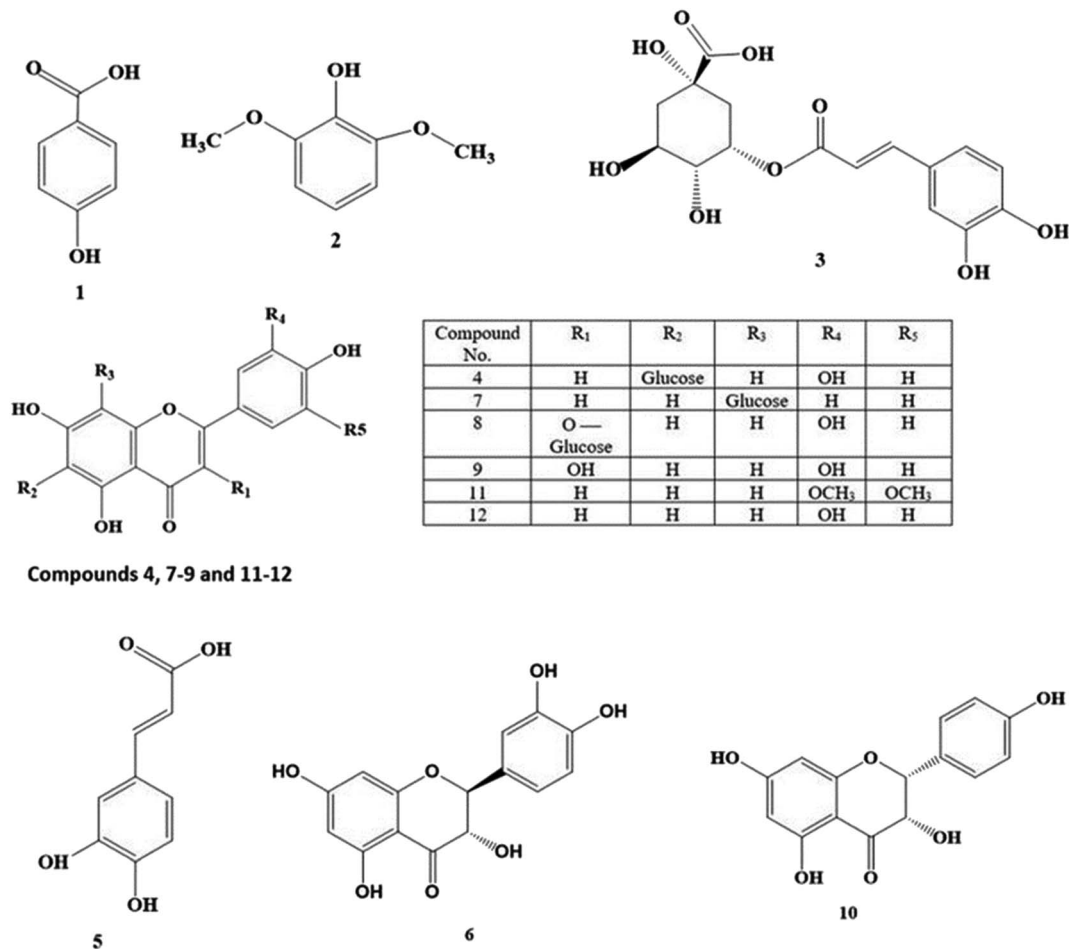 O
OH
OH
1
OH
H₃C
O
O
CH₃
2
O
HO
OH
HO
OH
O
O
OH
OH
3
R₄
OH
R₃
HO
O
R5
R₂
R₁
OH
O
Compounds 4, 7-9 and 11-12
Compound No. R₁ R₂ R₃ R₄ R₅
4 H Glucose H OH H
7 H H Glucose H H
8 O — Glucose H H OH H
9 OH H H OH H
11 H H H OCH₃ OCH₃
12 H H H OH H
O
OH
HO
OH
5
OH
OH
HO
O
OH
OH
O
6
OH
HO
O
OH
OH
O
10